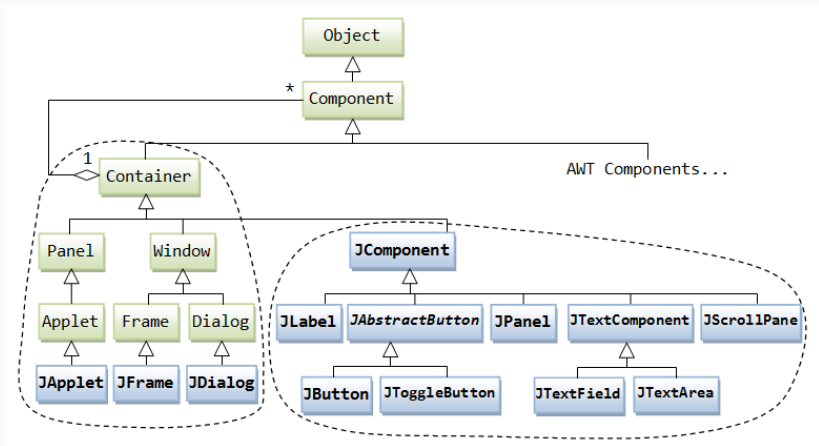 Object
*
Component
AWT Components...
1
Container
Panel
Window
JComponent
Applet
Frame
Dialog
JLabel
JAbstractButton
JPanel
JTextComponent
JScrollPane
JApplet
JFrame
JDialog
JButton
JToggleButton
JTextField
JTextArea